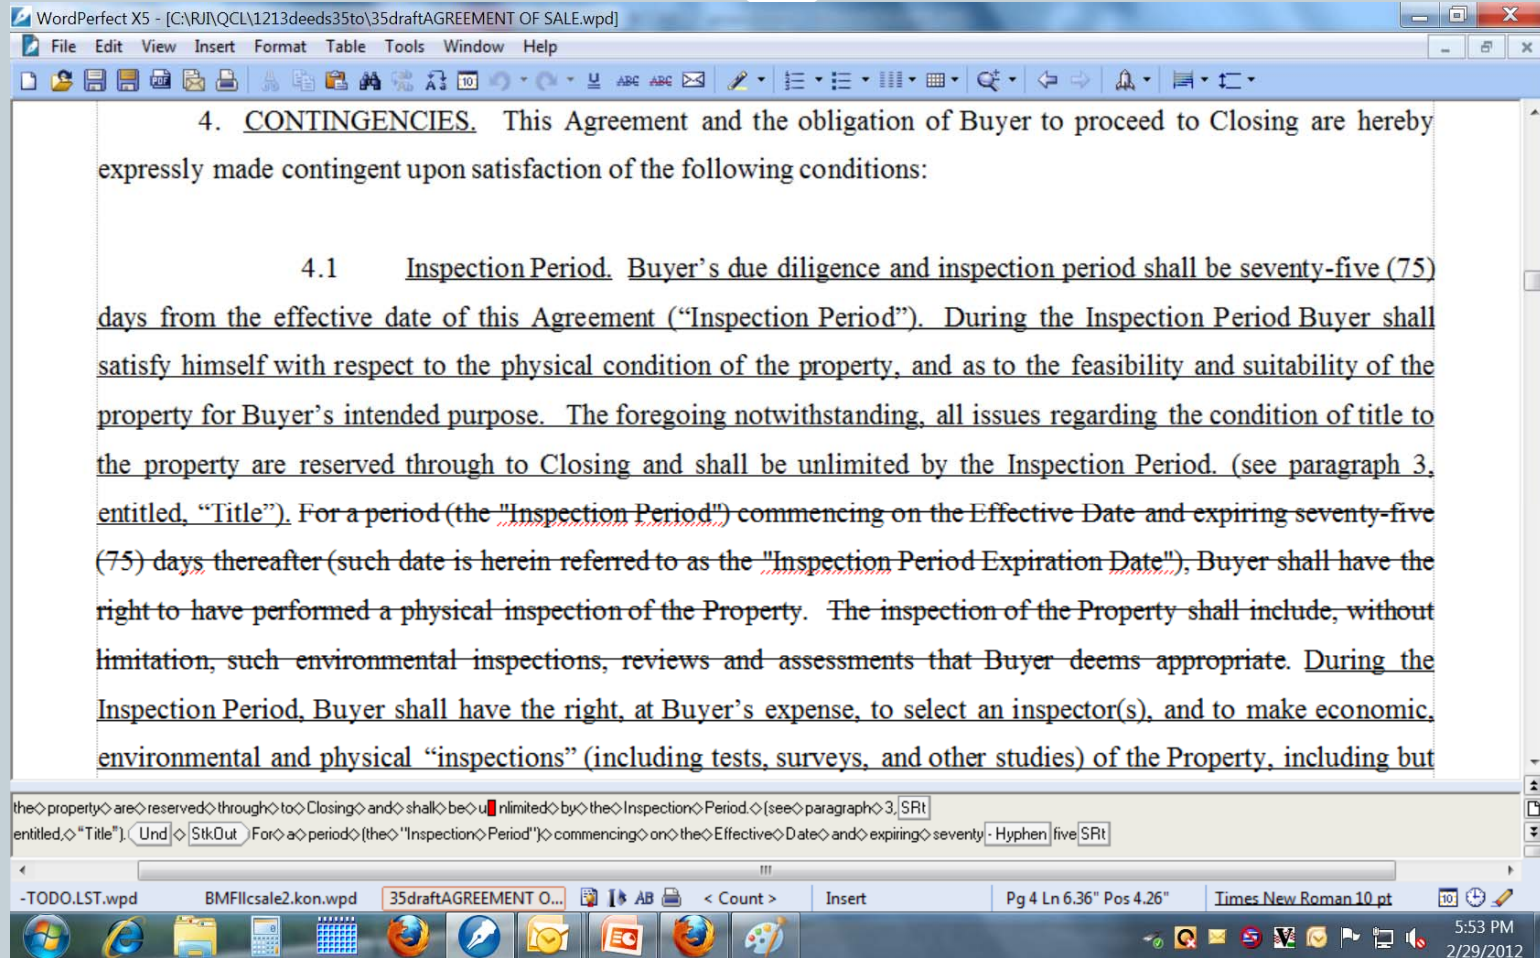 WordPerfect X5 - [C:\RJI\QCL\1213deeds35to\35draftAGREEMENT OF SALE.wpd]
File Edit View Insert Format Table Tools Window Help
4. CONTINGENCIES. This Agreement and the obligation of Buyer to proceed to Closing are hereby
expressly made contingent upon satisfaction of the following conditions:
4.1 Inspection Period. Buyer’s due diligence and inspection period shall be seventy-five (75)
days from the effective date of this Agreement (“Inspection Period”). During the Inspection Period Buyer shall
satisfy himself with respect to the physical condition of the property, and as to the feasibility and suitability of the
property for Buyer’s intended purpose. The foregoing notwithstanding, all issues regarding the condition of title to
the property are reserved through to Closing and shall be unlimited by the Inspection Period. (see paragraph 3,
entitled, “Title”). For a period (the "Inspection Period") commencing on the Effective Date and expiring seventy-five
(75) days thereafter (such date is herein referred to as the "Inspection Period Expiration Date"), Buyer shall have the
right to have performed a physical inspection of the Property. The inspection of the Property shall include, without
limitation, such environmental inspections, reviews and assessments that Buyer deems appropriate. During the
Inspection Period, Buyer shall have the right, at Buyer’s expense, to select an inspector(s), and to make economic,
environmental and physical “inspections” (including tests, surveys, and other studies) of the Property, including but
the◇property◇are◇reserved◇through◇to◇Closing◇and◇shall◇be◇unlimited◇by◇the◇Inspection◇Period.◇(see◇paragraph◇3, SRt
entitled,◇“Title”). Und ◇ StkOut For◇a◇period◇(the◇"Inspection◇Period")◇commencing◇on◇the◇Effective◇Date◇and◇expiring◇seventy - Hyphen five SRt
-TODO.LST.wpd BMFllcsale2.kon.wpd 35draftAGREEMENT O... AB < Count > Insert Pg 4 Ln 6.36" Pos 4.26" Times New Roman 10 pt 10
5:53 PM
2/29/2012